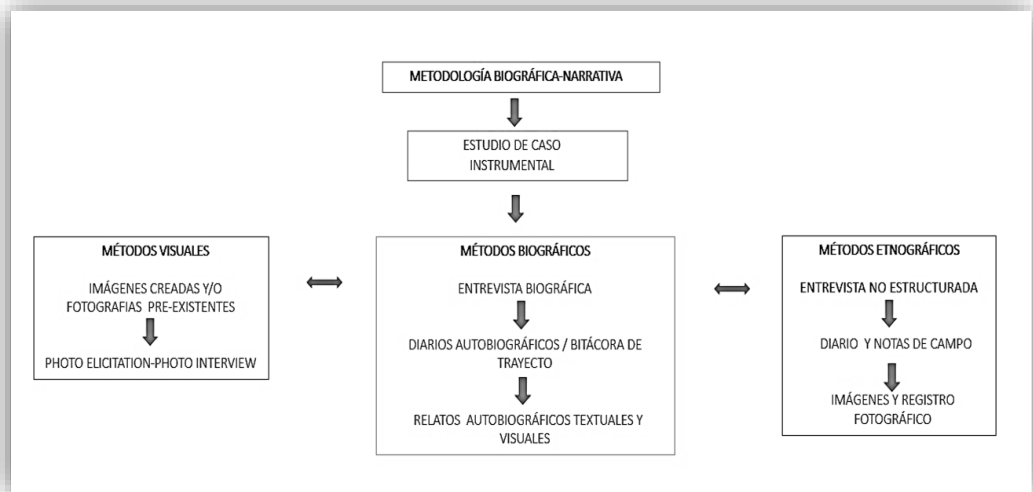 METODOLOGÍA BIOGRÁFICA-NARRATIVA
ESTUDIO DE CASO
INSTRUMENTAL
MÉTODOS VISUALES
IMÁGENES CREADAS Y/O
FOTOGRAFIAS PRE-EXISTENTES
PHOTO ELICITATION-PHOTO INTERVIEW
MÉTODOS BIOGRÁFICOS
ENTREVISTA BIOGRÁFICA
DIARIOS AUTOBIOGRÁFICOS / BITÁCORA DE
TRAYECTO
RELATOS AUTOBIOGRÁFICOS TEXTUALES Y
VISUALES
MÉTODOS ETNOGRÁFICOS
ENTREVISTA NO ESTRUCTURADA
DIARIO Y NOTAS DE CAMPO
IMÁGENES Y REGISTRO
FOTOGRÁFICO